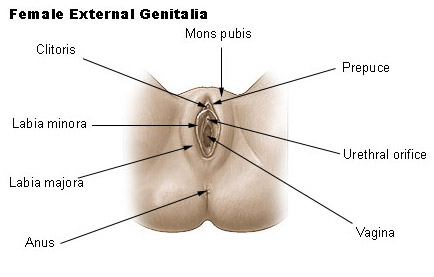 Female External Genitalia
Mons pubis
Clitoris
Prepuce
Labia minora
Urethral orifice
Labia majora
Vagina
Anus